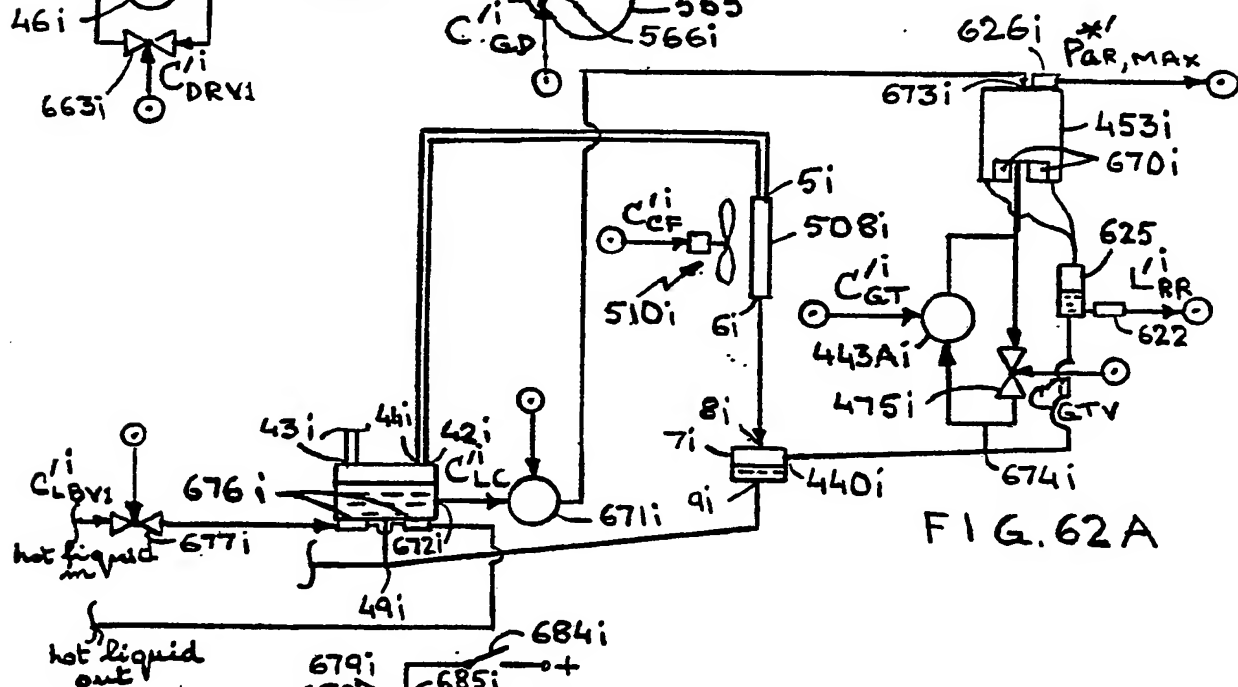 46i
663i
C'i DRV1
C'i GD
565
566i
626i
*' PaR, MAX
673i
453i
670i
5i
508i
C'i CF
510i
6i
625
L'i RR
622
C'i GT
443Ai
475i
C'i GTV
674i
43i
44i
42i
C'i LC
8i
7i
9i
440i
C'i LBV1
676i
671i
672i
677i
hot liquid
in
49i
FIG. 62A
hot liquid
out
684i
+
679i
685i